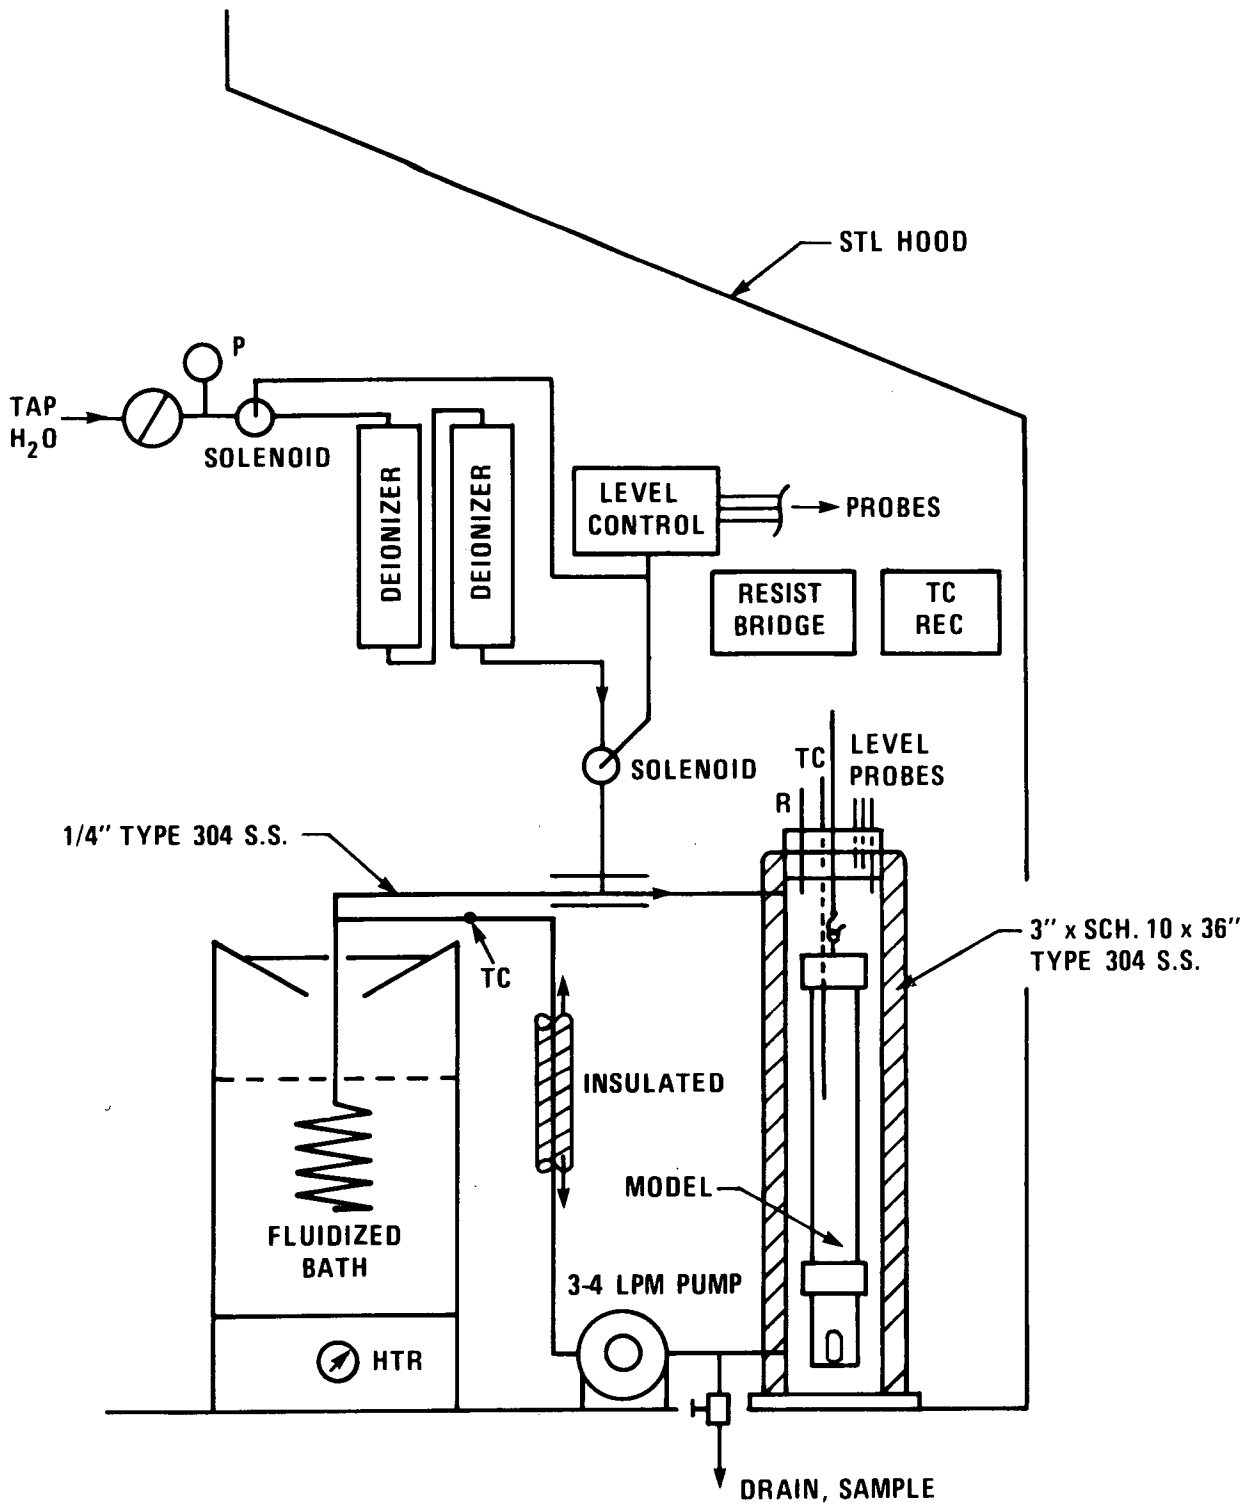 STL HOOD
P
TAP
H₂O
SOLENOID
DEIONIZER
DEIONIZER
LEVEL
CONTROL
PROBES
RESIST
BRIDGE
TC
REC
SOLENOID
TC
LEVEL
PROBES
R
1/4" TYPE 304 S.S.
3" x SCH. 10 x 36"
TYPE 304 S.S.
TC
INSULATED
MODEL
FLUIDIZED
BATH
3-4 LPM PUMP
HTR
DRAIN, SAMPLE